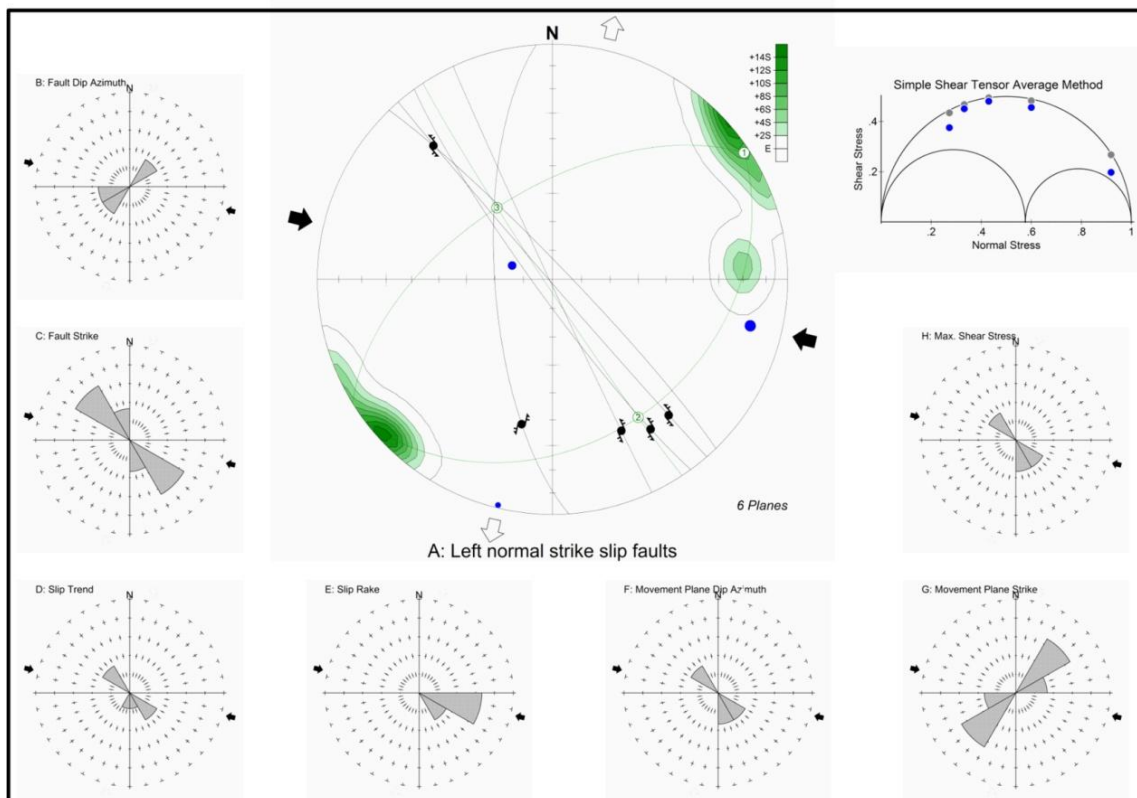 B: Fault Dip Azimuth
N
C: Fault Strike
N
N
+14S
+12S
+10S
+8S
+6S
+4S
+2S
E
1
3
2
6 Planes
A: Left normal strike slip faults
Simple Shear Tensor Average Method
Shear Stress
.4
.2
.2
.4
.6
.8
1
Normal Stress
H: Max. Shear Stress
N
D: Slip Trend
N
E: Slip Rake
N
F: Movement Plane Dip Azimuth
N
G: Movement Plane Strike
N